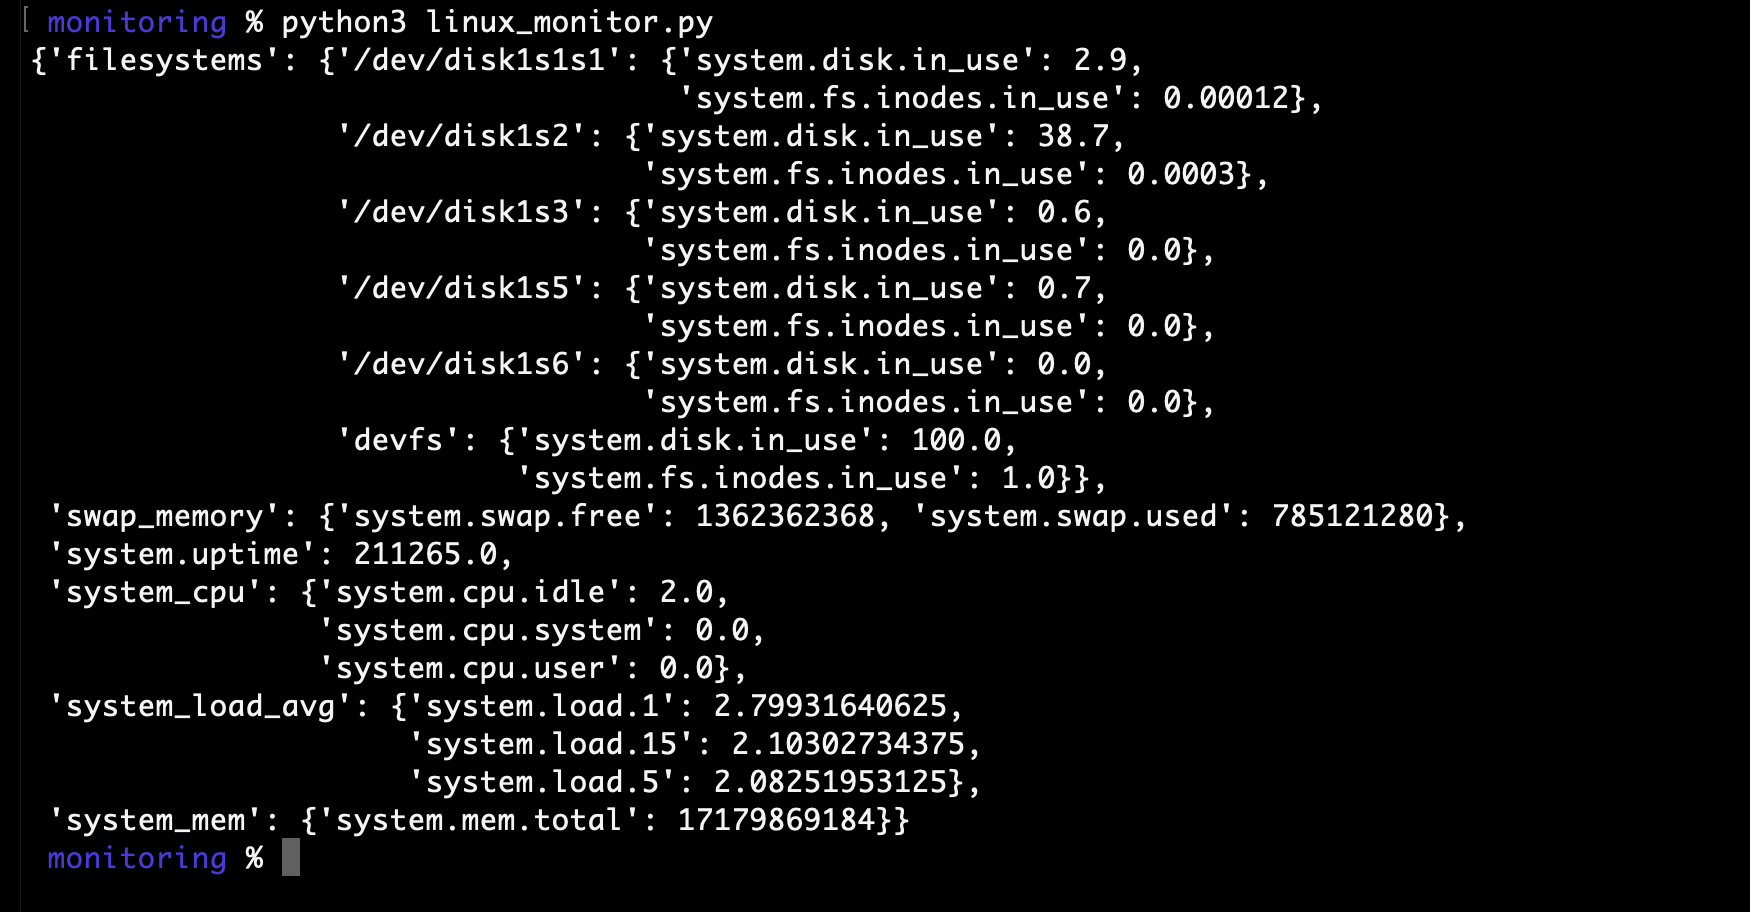 monitoring % python3 linux_monitor.py
{'filesystems': {'/dev/disk1s1s1': {'system.disk.in_use': 2.9,
                                    'system.fs.inodes.in_use': 0.00012},
                 '/dev/disk1s2': {'system.disk.in_use': 38.7,
                                  'system.fs.inodes.in_use': 0.0003},
                 '/dev/disk1s3': {'system.disk.in_use': 0.6,
                                  'system.fs.inodes.in_use': 0.0},
                 '/dev/disk1s5': {'system.disk.in_use': 0.7,
                                  'system.fs.inodes.in_use': 0.0},
                 '/dev/disk1s6': {'system.disk.in_use': 0.0,
                                  'system.fs.inodes.in_use': 0.0},
                 'devfs': {'system.disk.in_use': 100.0,
                           'system.fs.inodes.in_use': 1.0}},
 'swap_memory': {'system.swap.free': 1362362368, 'system.swap.used': 785121280},
 'system.uptime': 211265.0,
 'system_cpu': {'system.cpu.idle': 2.0,
                'system.cpu.system': 0.0,
                'system.cpu.user': 0.0},
 'system_load_avg': {'system.load.1': 2.79931640625,
                     'system.load.15': 2.10302734375,
                     'system.load.5': 2.08251953125},
 'system_mem': {'system.mem.total': 17179869184}}
monitoring %